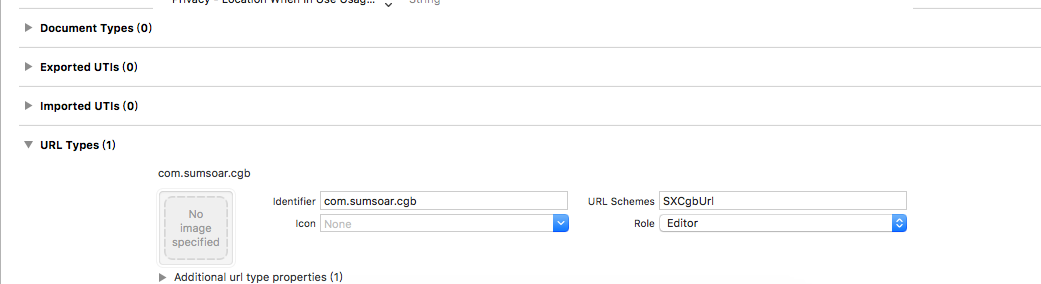 Privacy - Location When In Use Usag... String
Document Types (0)
Exported UTIs (0)
Imported UTIs (0)
URL Types (1)
com.sumsoar.cgb
No image specified
Identifier com.sumsoar.cgb URL Schemes SXCgbUrl
Icon None Role Editor
Additional url type properties (1)